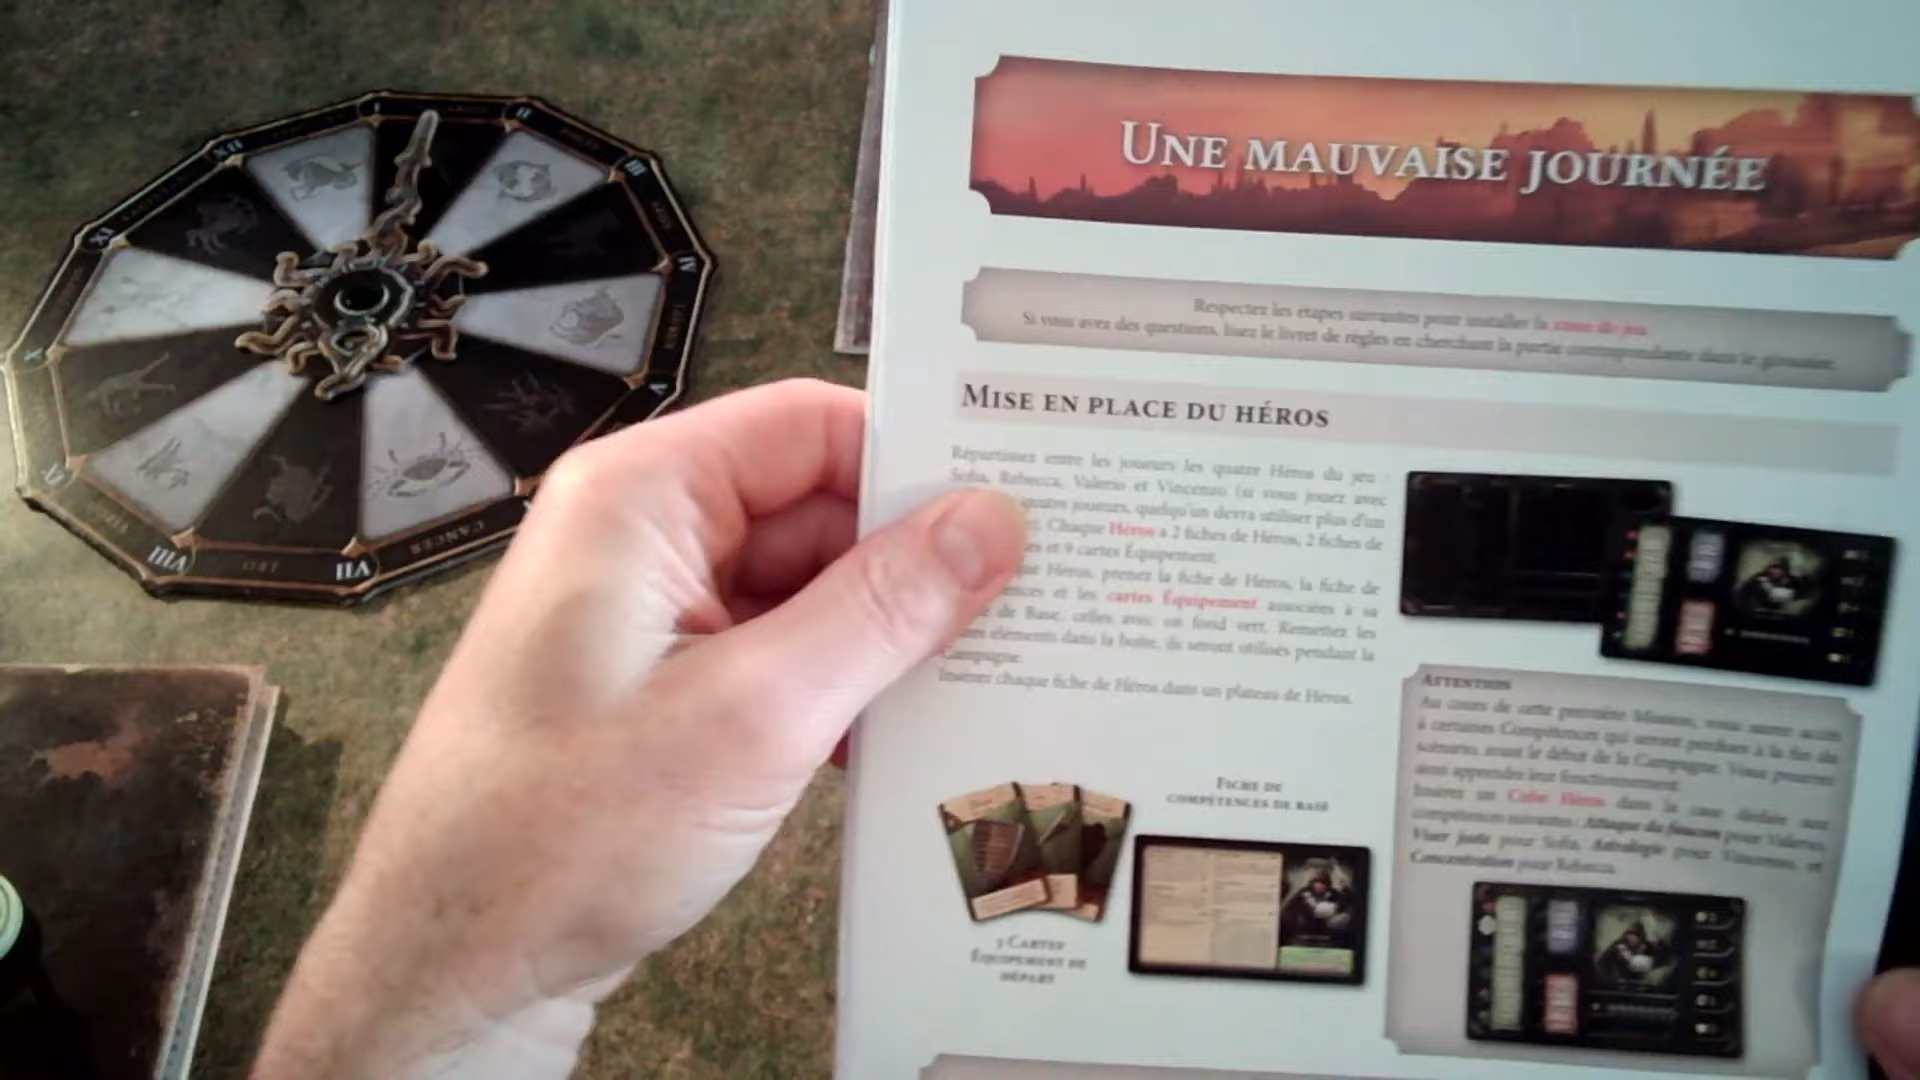 I
II
III
IV
V
VII
VIII
XI
XII
CANCER
LEO
UNE MAUVAISE JOURNÉE
Respectez les étapes suivantes pour installer la zone de jeu.
Si vous avez des questions, lisez le livret de règles en cherchant la partie correspondante dans le glossaire.
MISE EN PLACE DU HÉROS
Répartissez entre les joueurs les quatre Héros du jeu :
Sofia, Rebecca, Valerio et Vincenzo (si vous jouez avec
quatre joueurs, quelqu'un devra utiliser plus d'un
Chaque Héros a 2 fiches de Héros, 2 fiches de
et 9 cartes Équipement.
Héros, prenez la fiche de Héros, la fiche de
et les cartes Équipement associées à sa
de Base, celles avec un fond vert. Remettez les
éléments dans la boîte, ils seront utilisés pendant la
Campagne.
Insérer chaque fiche de Héros dans un plateau de Héros.
ATTENTION
Au cours de cette première Mission, vous aurez accès
à certaines Compétences qui seront perdues à la fin du
scénario, avant le début de la Campagne. Vous pourrez
ainsi apprendre leur fonctionnement.
Insérez un Cube Héros dans la case dédiée aux
compétences suivantes : Attaque du faucon pour Valerio,
Viser juste pour Sofia, Astrologie pour Vincenzo, et
Concentration pour Rebecca.
FICHE DE
COMPÉTENCES DE BASE
3 CARTES
ÉQUIPEMENT DE
DÉPART